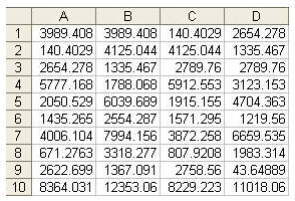 A B C D
1 3989.408 3989.408 140.4029 2654.278
2 140.4029 4125.044 4125.044 1335.467
3 2654.278 1335.467 2789.76 2789.76
4 5777.168 1788.068 5912.553 3123.153
5 2050.529 6039.689 1915.155 4704.363
6 1435.265 2554.287 1571.295 1219.56
7 4006.104 7994.156 3872.258 6659.535
8 671.2763 3318.277 807.9208 1983.314
9 2622.699 1367.091 2758.56 43.64889
10 8364.031 12353.06 8229.223 11018.06